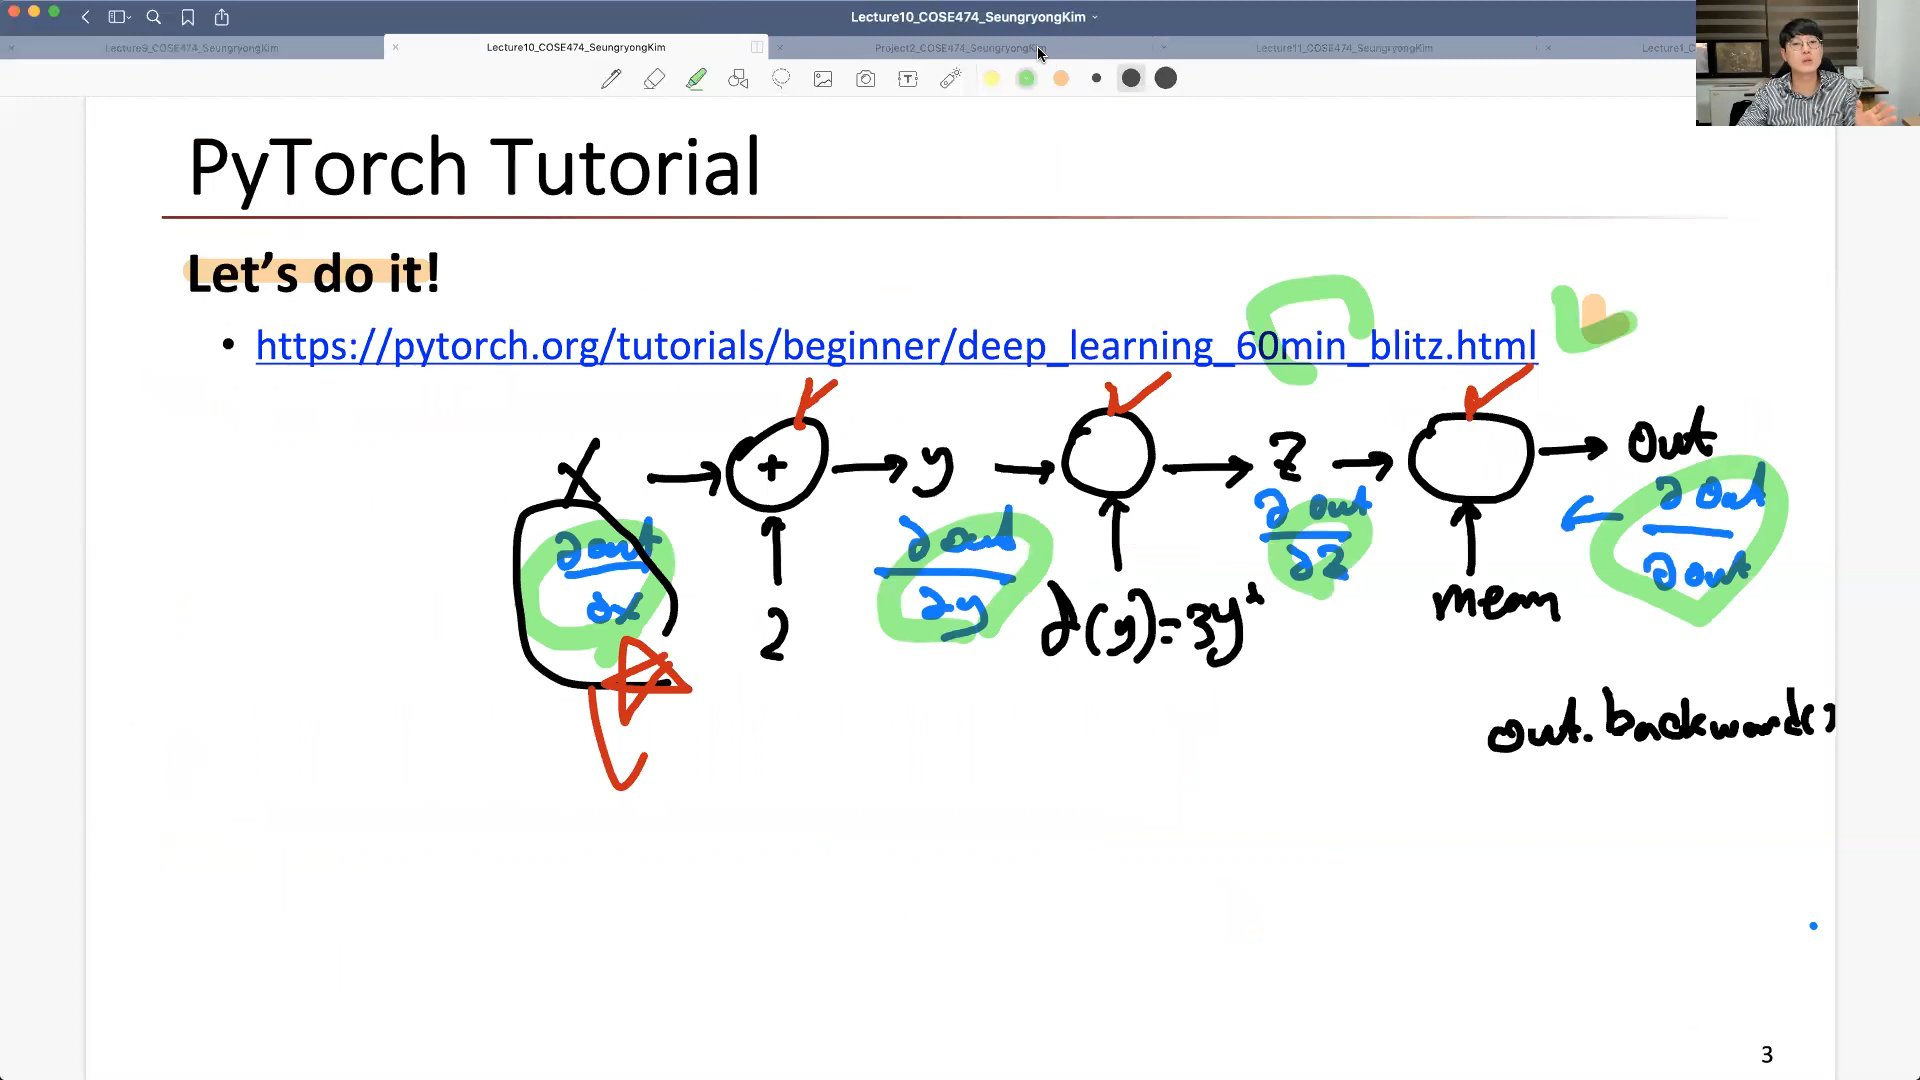 Lecture10_COSE474_SeungryongKim
Lecture9_COSE474_SeungryongKim
Lecture10_COSE474_SeungryongKim
Project2_COSE474_SeungryongKim
Lecture11_COSE474_SeungryongKim
Lecture1_C
PyTorch Tutorial
Let's do it!
• https://pytorch.org/tutorials/beginner/deep_learning_60min_blitz.html
x → + → y → → z → → out
∂out/∂x
∂out/∂y
∂out/∂z
← ∂out/∂out
2
(y)=3y²
mean
out.backward()
3